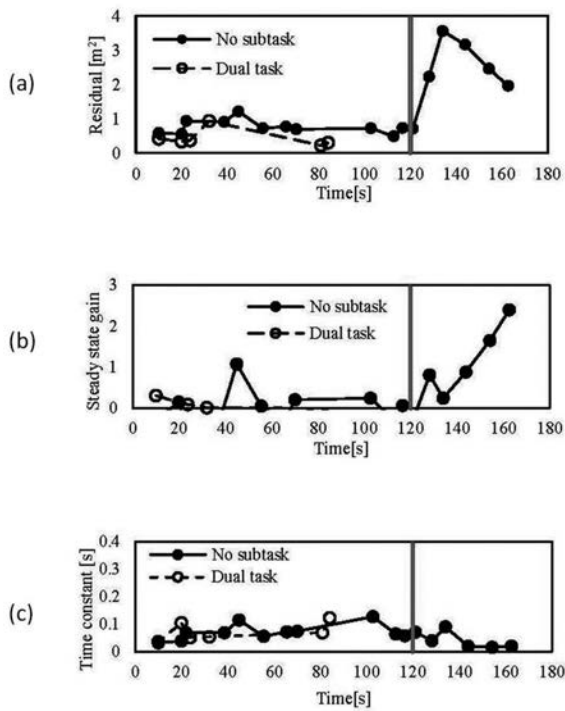 (a)
Residual [m²]
4
3
2
1
0
No subtask
Dual task
0 20 40 60 80 100 120 140 160 180
Time[s]
(b)
Steady state gain
3
2
1
0
No subtask
Dual task
0 20 40 60 80 100 120 140 160 180
Time[s]
(c)
Time constant [s]
0.4
0.3
0.2
0.1
0
No subtask
Dual task
0 20 40 60 80 100 120 140 160 180
Time[s]